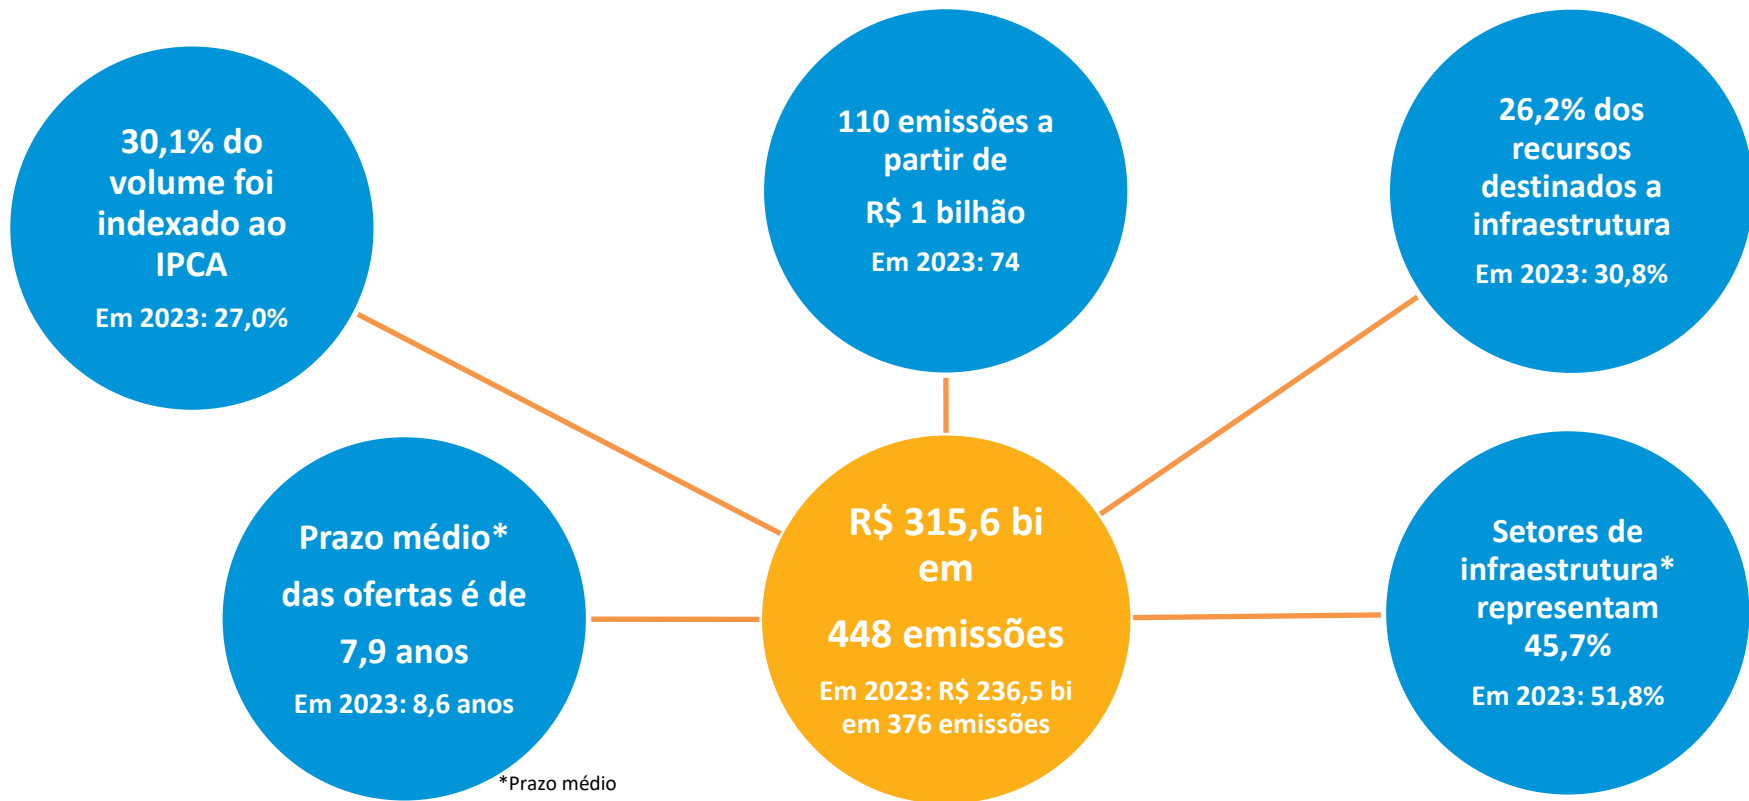 30,1% do
volume foi
indexado ao
IPCA
Em 2023: 27,0%
110 emissões a
partir de
R$ 1 bilhão
Em 2023: 74
26,2% dos
recursos
destinados a
infraestrutura
Em 2023: 30,8%
Prazo médio*
das ofertas é de
7,9 anos
Em 2023: 8,6 anos
R$ 315,6 bi
em
448 emissões
Em 2023: R$ 236,5 bi
em 376 emissões
Setores de
infraestrutura*
representam
45,7%
Em 2023: 51,8%
*Prazo médio